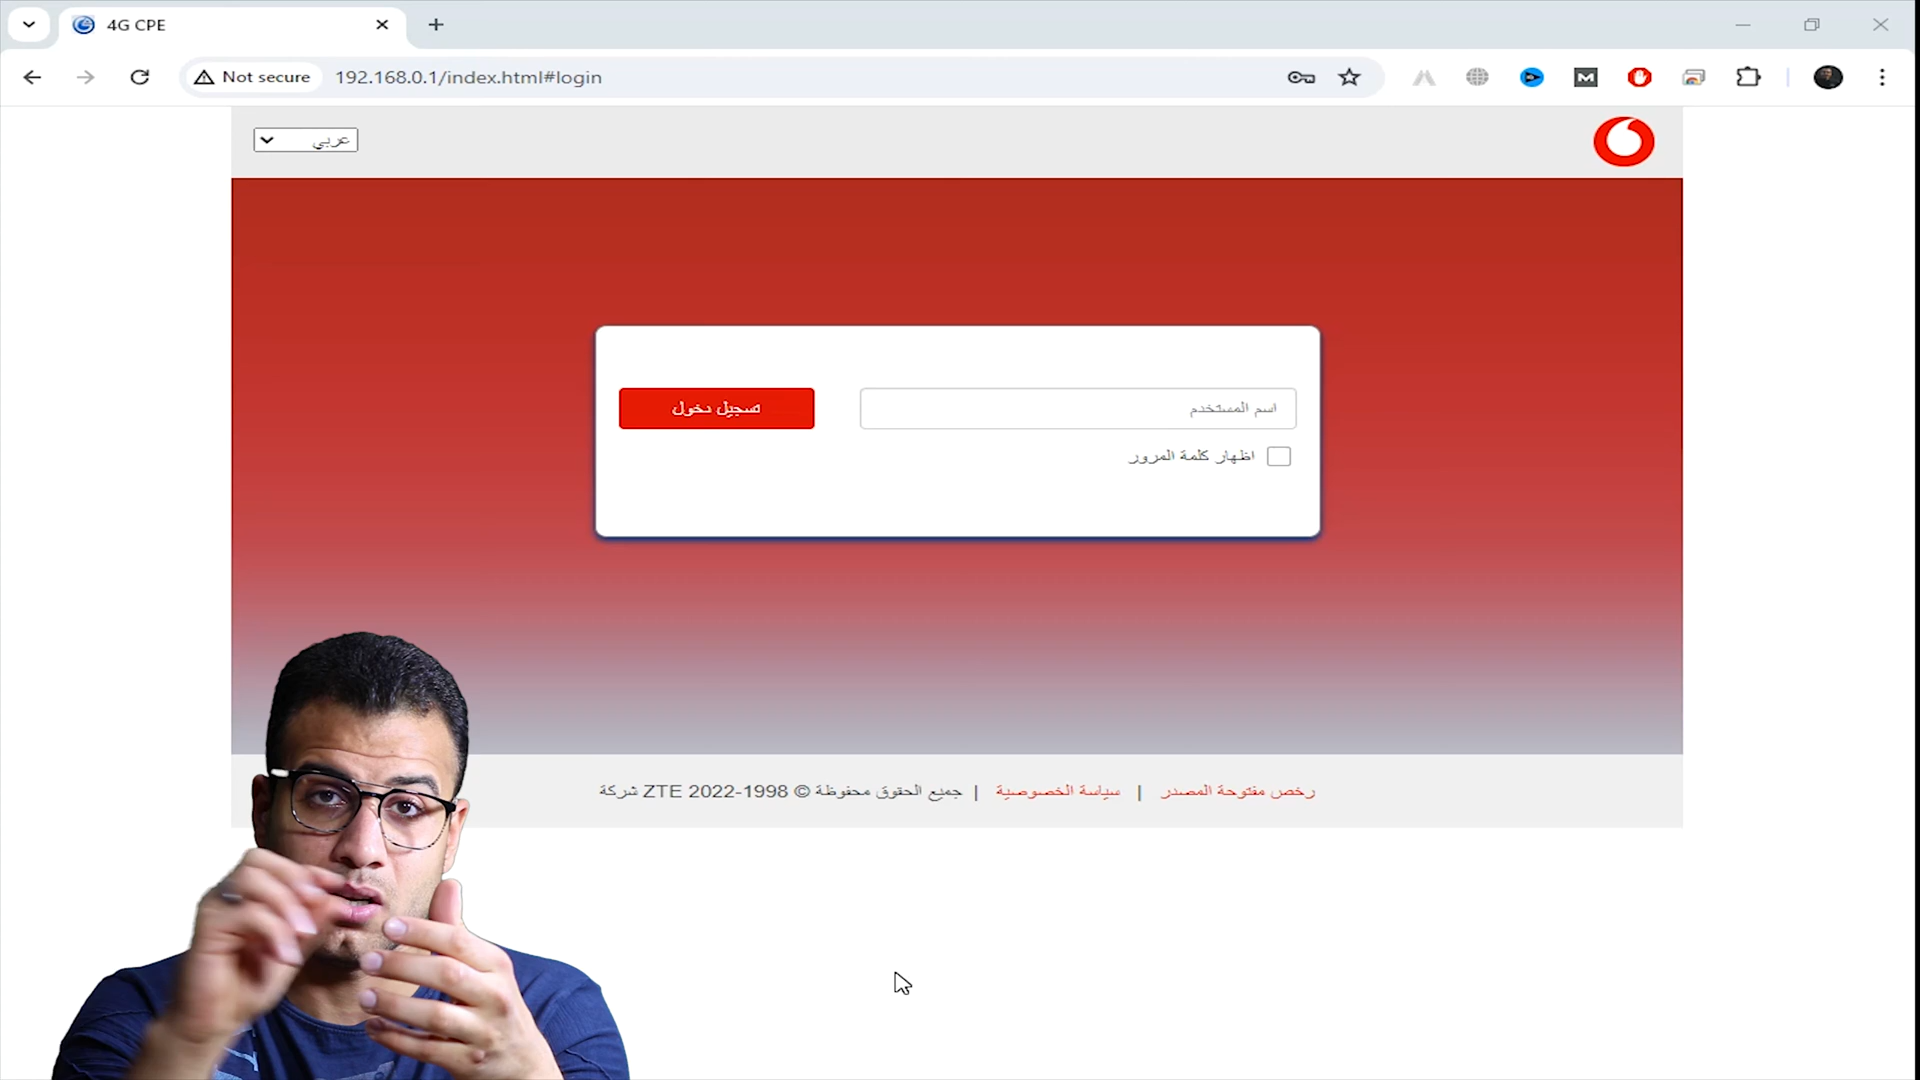 4G CPE
Not secure
192.168.0.1/index.html#login
عربي
اسم المستخدم
تسجيل دخول
اظهار كلمة المرور
رخص مفتوحة المصدر | سياسة الخصوصية | جميع الحقوق محفوظة © ZTE 2022-1998 شركة